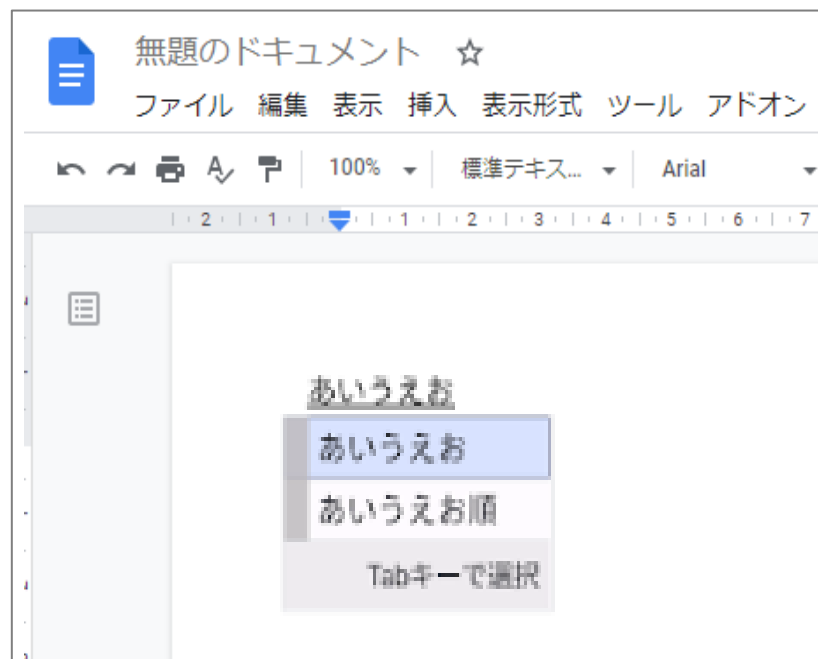 無題のドキュメント
ファイル 編集 表示 挿入 表示形式 ツール アドオン
100% 標準テキス... Arial
2 1 1 2 3 4 5 6 7
あいうえお
あいうえお
あいうえお順
Tabキーで選択